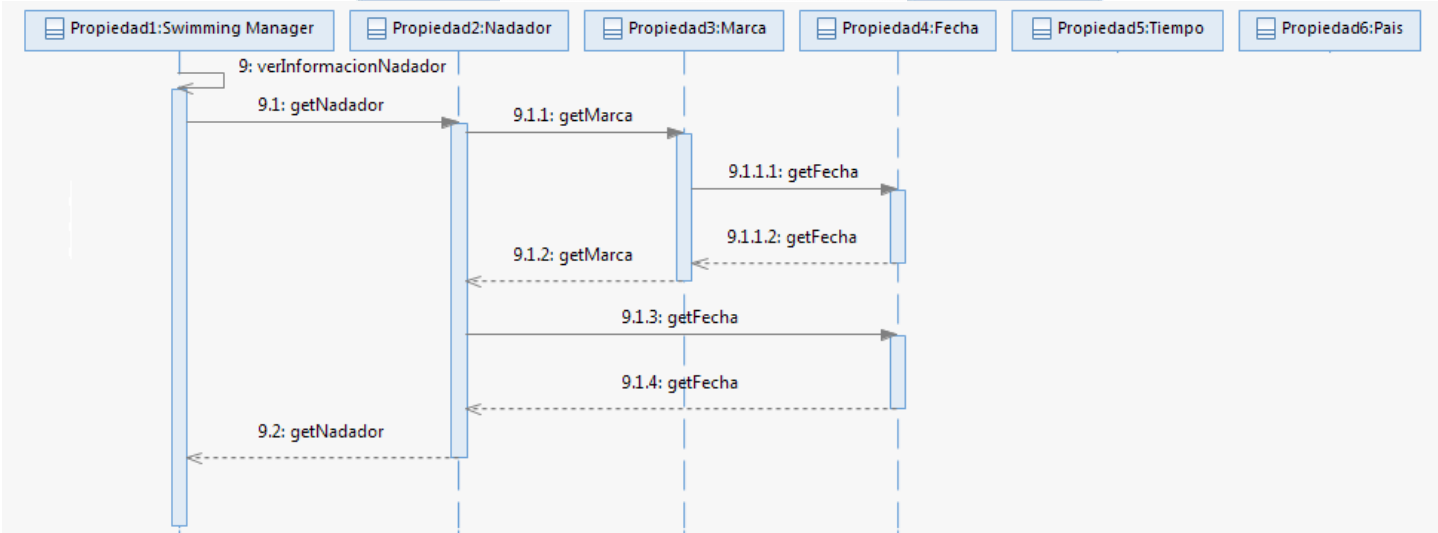 Propiedad1:Swimming Manager
Propiedad2:Nadador
Propiedad3:Marca
Propiedad4:Fecha
Propiedad5:Tiempo
Propiedad6:Pais
9: verInformacionNadador
9.1: getNadador
9.1.1: getMarca
9.1.1.1: getFecha
9.1.1.2: getFecha
9.1.2: getMarca
9.1.3: getFecha
9.1.4: getFecha
9.2: getNadador